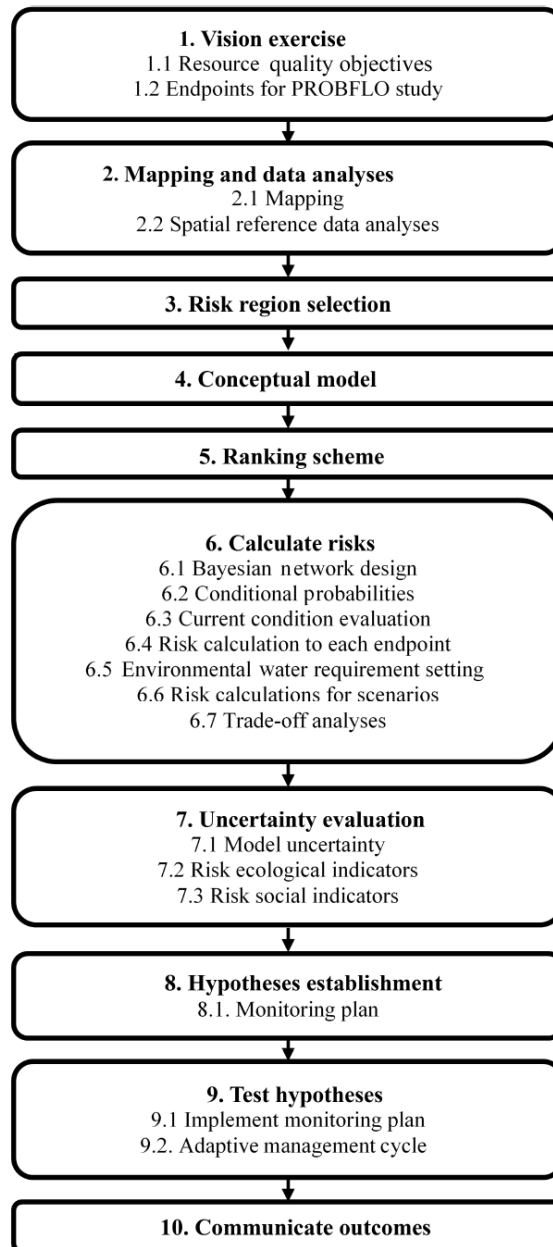 1. Vision exercise
1.1 Resource quality objectives
1.2 Endpoints for PROBFLO study
2. Mapping and data analyses
2.1 Mapping
2.2 Spatial reference data analyses
3. Risk region selection
4. Conceptual model
5. Ranking scheme
6. Calculate risks
6.1 Bayesian network design
6.2 Conditional probabilities
6.3 Current condition evaluation
6.4 Risk calculation to each endpoint
6.5 Environmental water requirement setting
6.6 Risk calculations for scenarios
6.7 Trade-off analyses
7. Uncertainty evaluation
7.1 Model uncertainty
7.2 Risk ecological indicators
7.3 Risk social indicators
8. Hypotheses establishment
8.1. Monitoring plan
9. Test hypotheses
9.1 Implement monitoring plan
9.2. Adaptive management cycle
10. Communicate outcomes